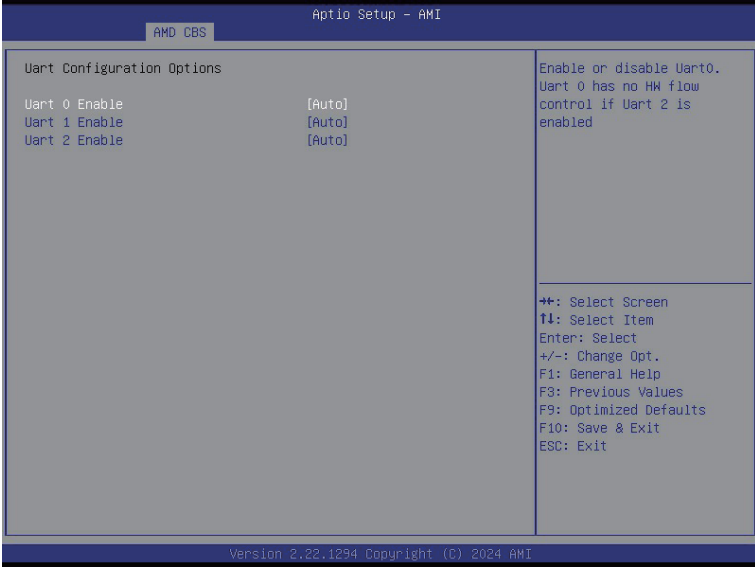 Aptio Setup – AMI
AMD CBS
Uart Configuration Options
Uart 0 Enable [Auto]
Uart 1 Enable [Auto]
Uart 2 Enable [Auto]
Enable or disable Uart0.
Uart 0 has no HW flow
control if Uart 2 is
enabled
→←: Select Screen
↑↓: Select Item
Enter: Select
+/-: Change Opt.
F1: General Help
F3: Previous Values
F9: Optimized Defaults
F10: Save & Exit
ESC: Exit
Version 2.22.1294 Copyright (C) 2024 AMI